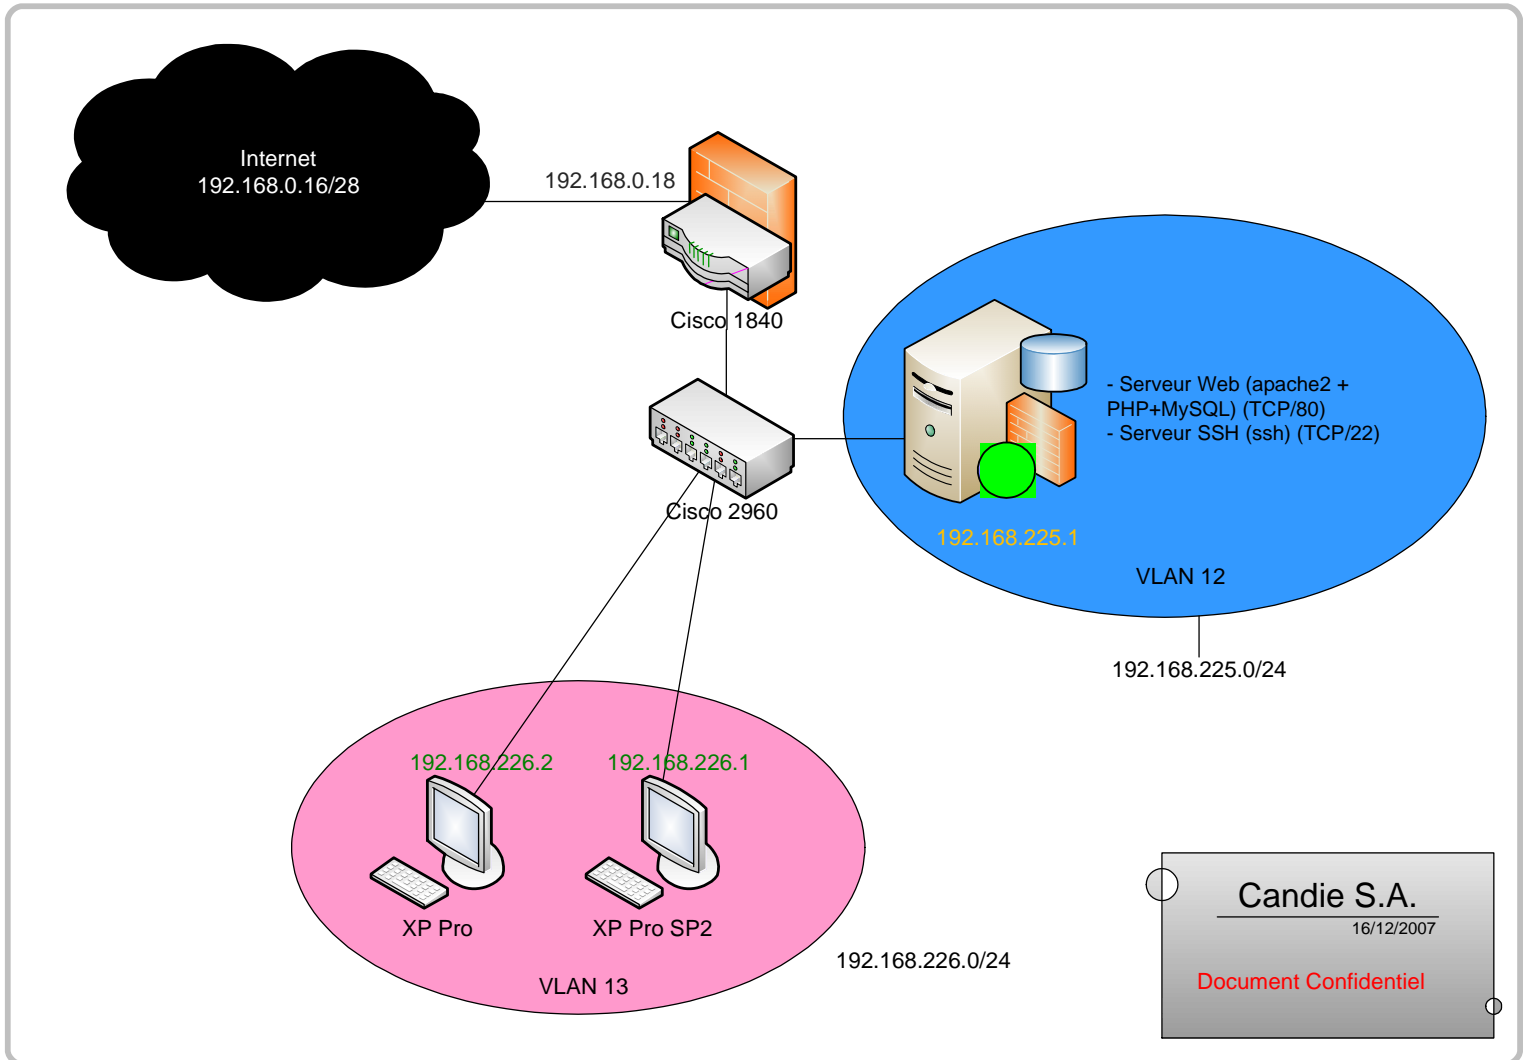 Internet
192.168.0.16/28
192.168.0.18
Cisco 1840
- Serveur Web (apache2 +
PHP+MySQL) (TCP/80)
- Serveur SSH (ssh) (TCP/22)
Cisco 2960
192.168.225.1
VLAN 12
192.168.225.0/24
192.168.226.2
192.168.226.1
XP Pro
XP Pro SP2
VLAN 13
192.168.226.0/24
Candie S.A.
16/12/2007
Document Confidentiel